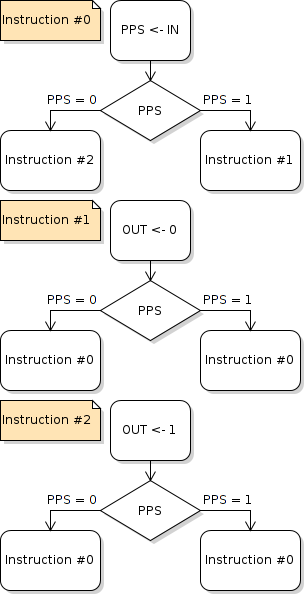 Instruction #0
PPS <- IN
PPS = 0
PPS
PPS = 1
Instruction #2
Instruction #1
Instruction #1
OUT <- 0
PPS = 0
PPS
PPS = 1
Instruction #0
Instruction #0
Instruction #2
OUT <- 1
PPS = 0
PPS
PPS = 1
Instruction #0
Instruction #0